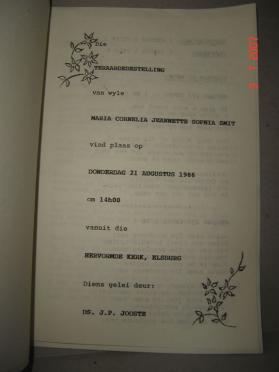 Die
TERAARDEBESTELLING
van wyle
MARIA CORNELIA JEANNETTE SOPHIA SMIT
vind plaas op
DONDERDAG 21 AUGUSTUS 1986
om 14h00
vanuit die
HERVORMDE KERK, ELSBURG
Diens gelei deur:
DS. J.P. JOOSTE